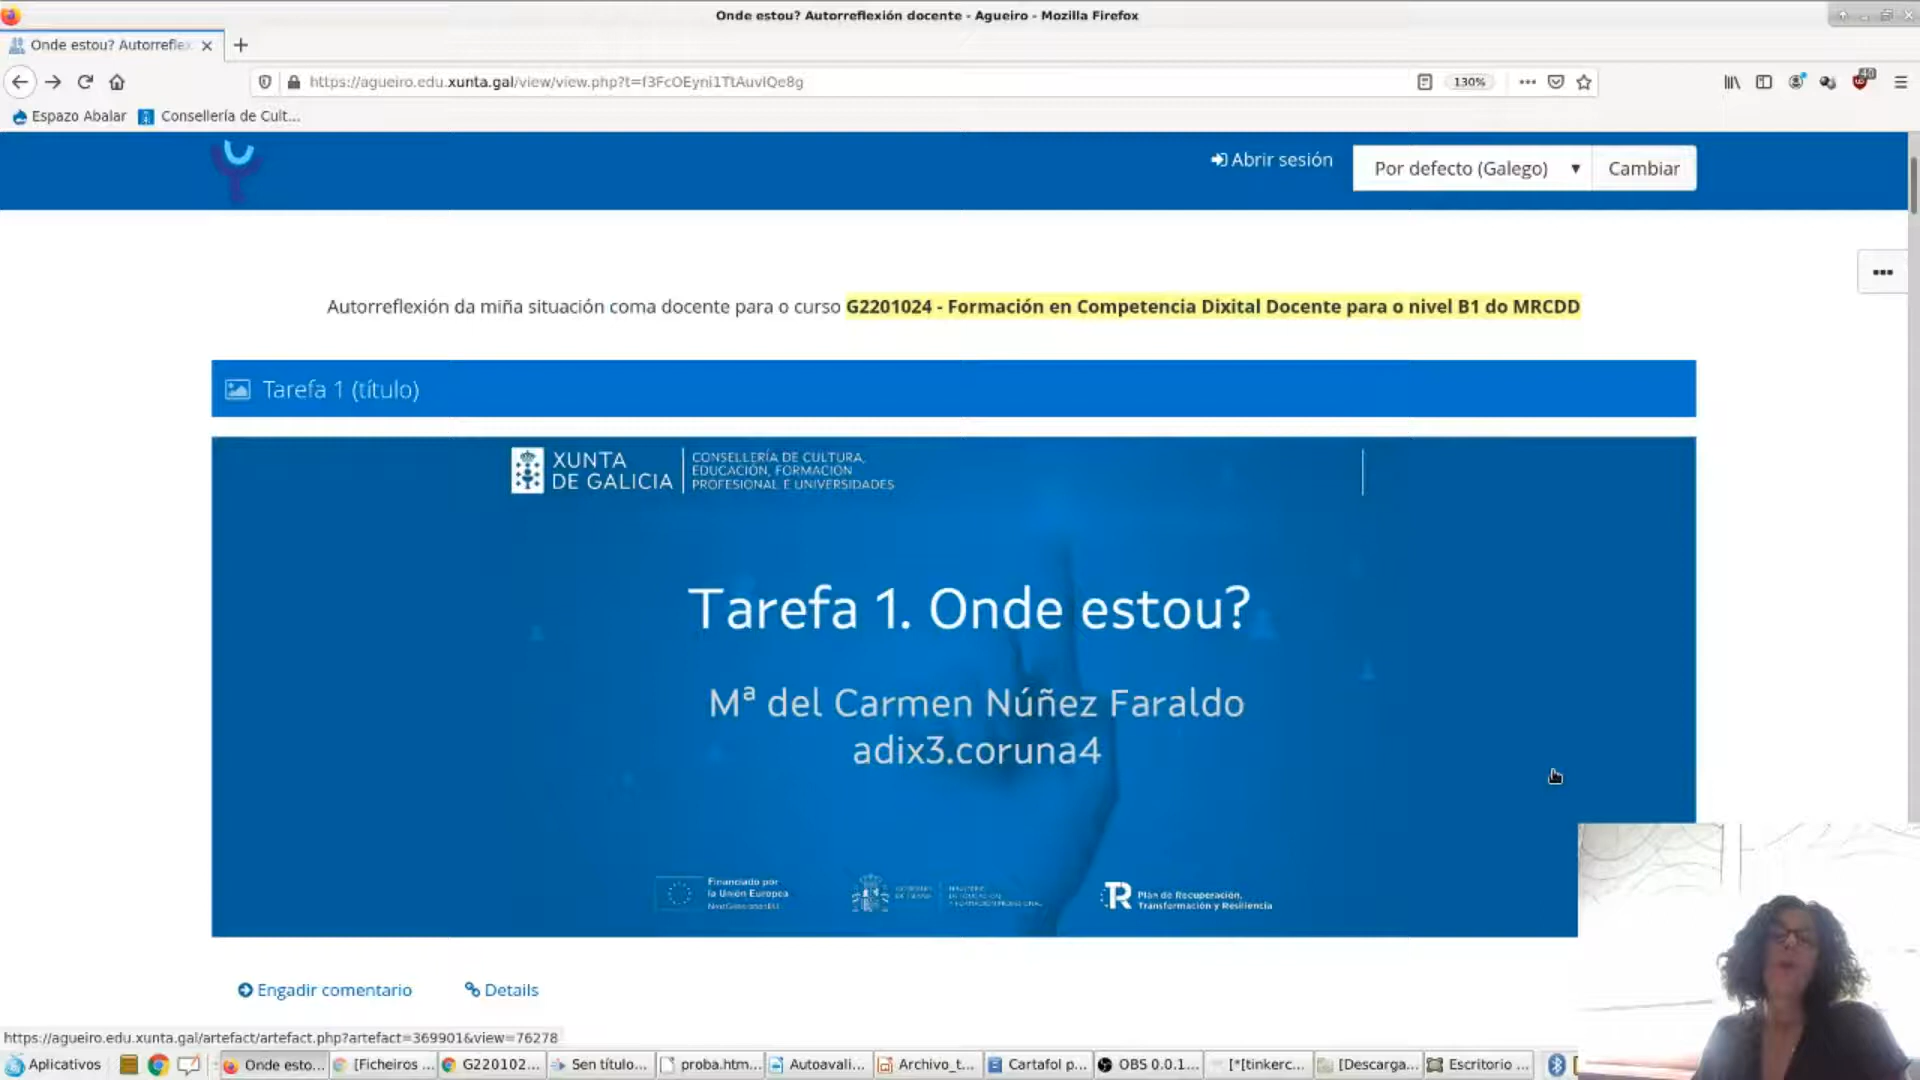 Onde estou? Autorreflexión docente - Agueiro - Mozilla Firefox
Onde estou? Autorreflex
https://agueiro.edu.xunta.gal/view/view.php?t=f3FcOEyni1TtAuvIQe8g
130%
40
Espazo Abalar
Consellería de Cult...
Abrir sesión
Por defecto (Galego)
Cambiar
Autorreflexión da miña situación coma docente para o curso G2201024 - Formación en Competencia Dixital Docente para o nivel B1 do MRCDD
Tarefa 1 (título)
XUNTA
DE GALICIA
CONSELLERÍA DE CULTURA,
EDUCACIÓN, FORMACIÓN
PROFESIONAL E UNIVERSIDADES
Tarefa 1. Onde estou?
Mª del Carmen Núñez Faraldo
adix3.coruna4
Financiado por
la Unión Europea
NextGenerationEU
Plan de Recuperación,
Transformación y Resiliencia
Engadir comentario
Details
https://agueiro.edu.xunta.gal/artefact/artefact.php?artefact=369901&view=76278
Aplicativos
Onde esto...
[Ficheiros ...
G220102...
Sen título...
proba.htm...
Autoavali...
Archivo_t...
Cartafol p...
OBS 0.0.1...
[*[tinkerc...
[Descarga...
Escritorio ...